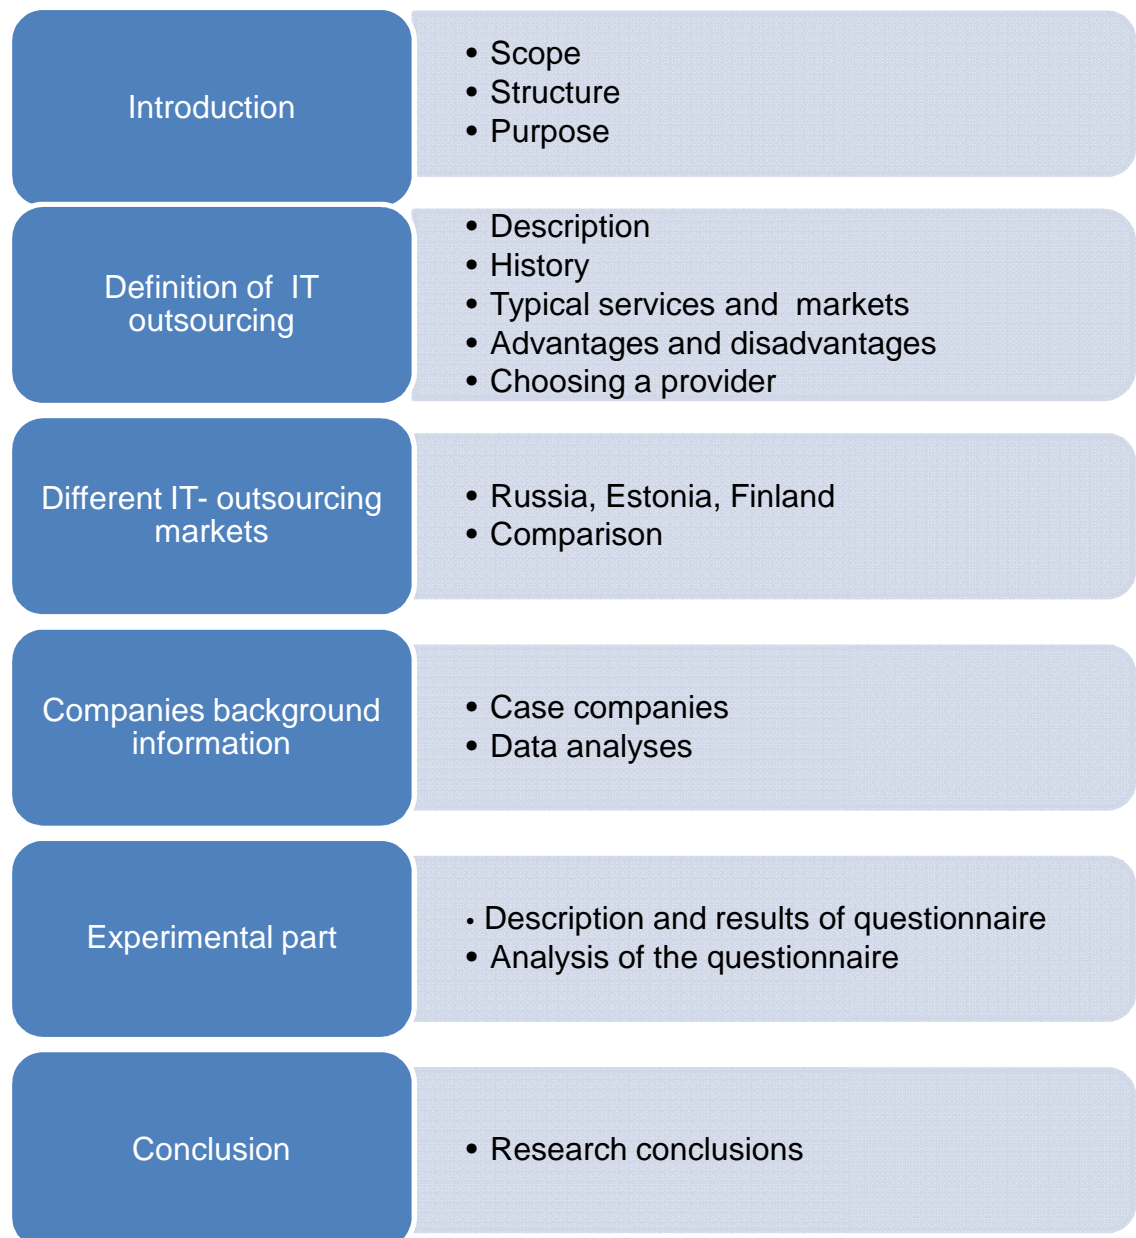 Introduction
• Scope
• Structure
• Purpose
Definition of IT
outsourcing
• Description
• History
• Typical services and markets
• Advantages and disadvantages
• Choosing a provider
Different IT- outsourcing
markets
• Russia, Estonia, Finland
• Comparison
Companies background
information
• Case companies
• Data analyses
Experimental part
• Description and results of questionnaire
• Analysis of the questionnaire
Conclusion
• Research conclusions